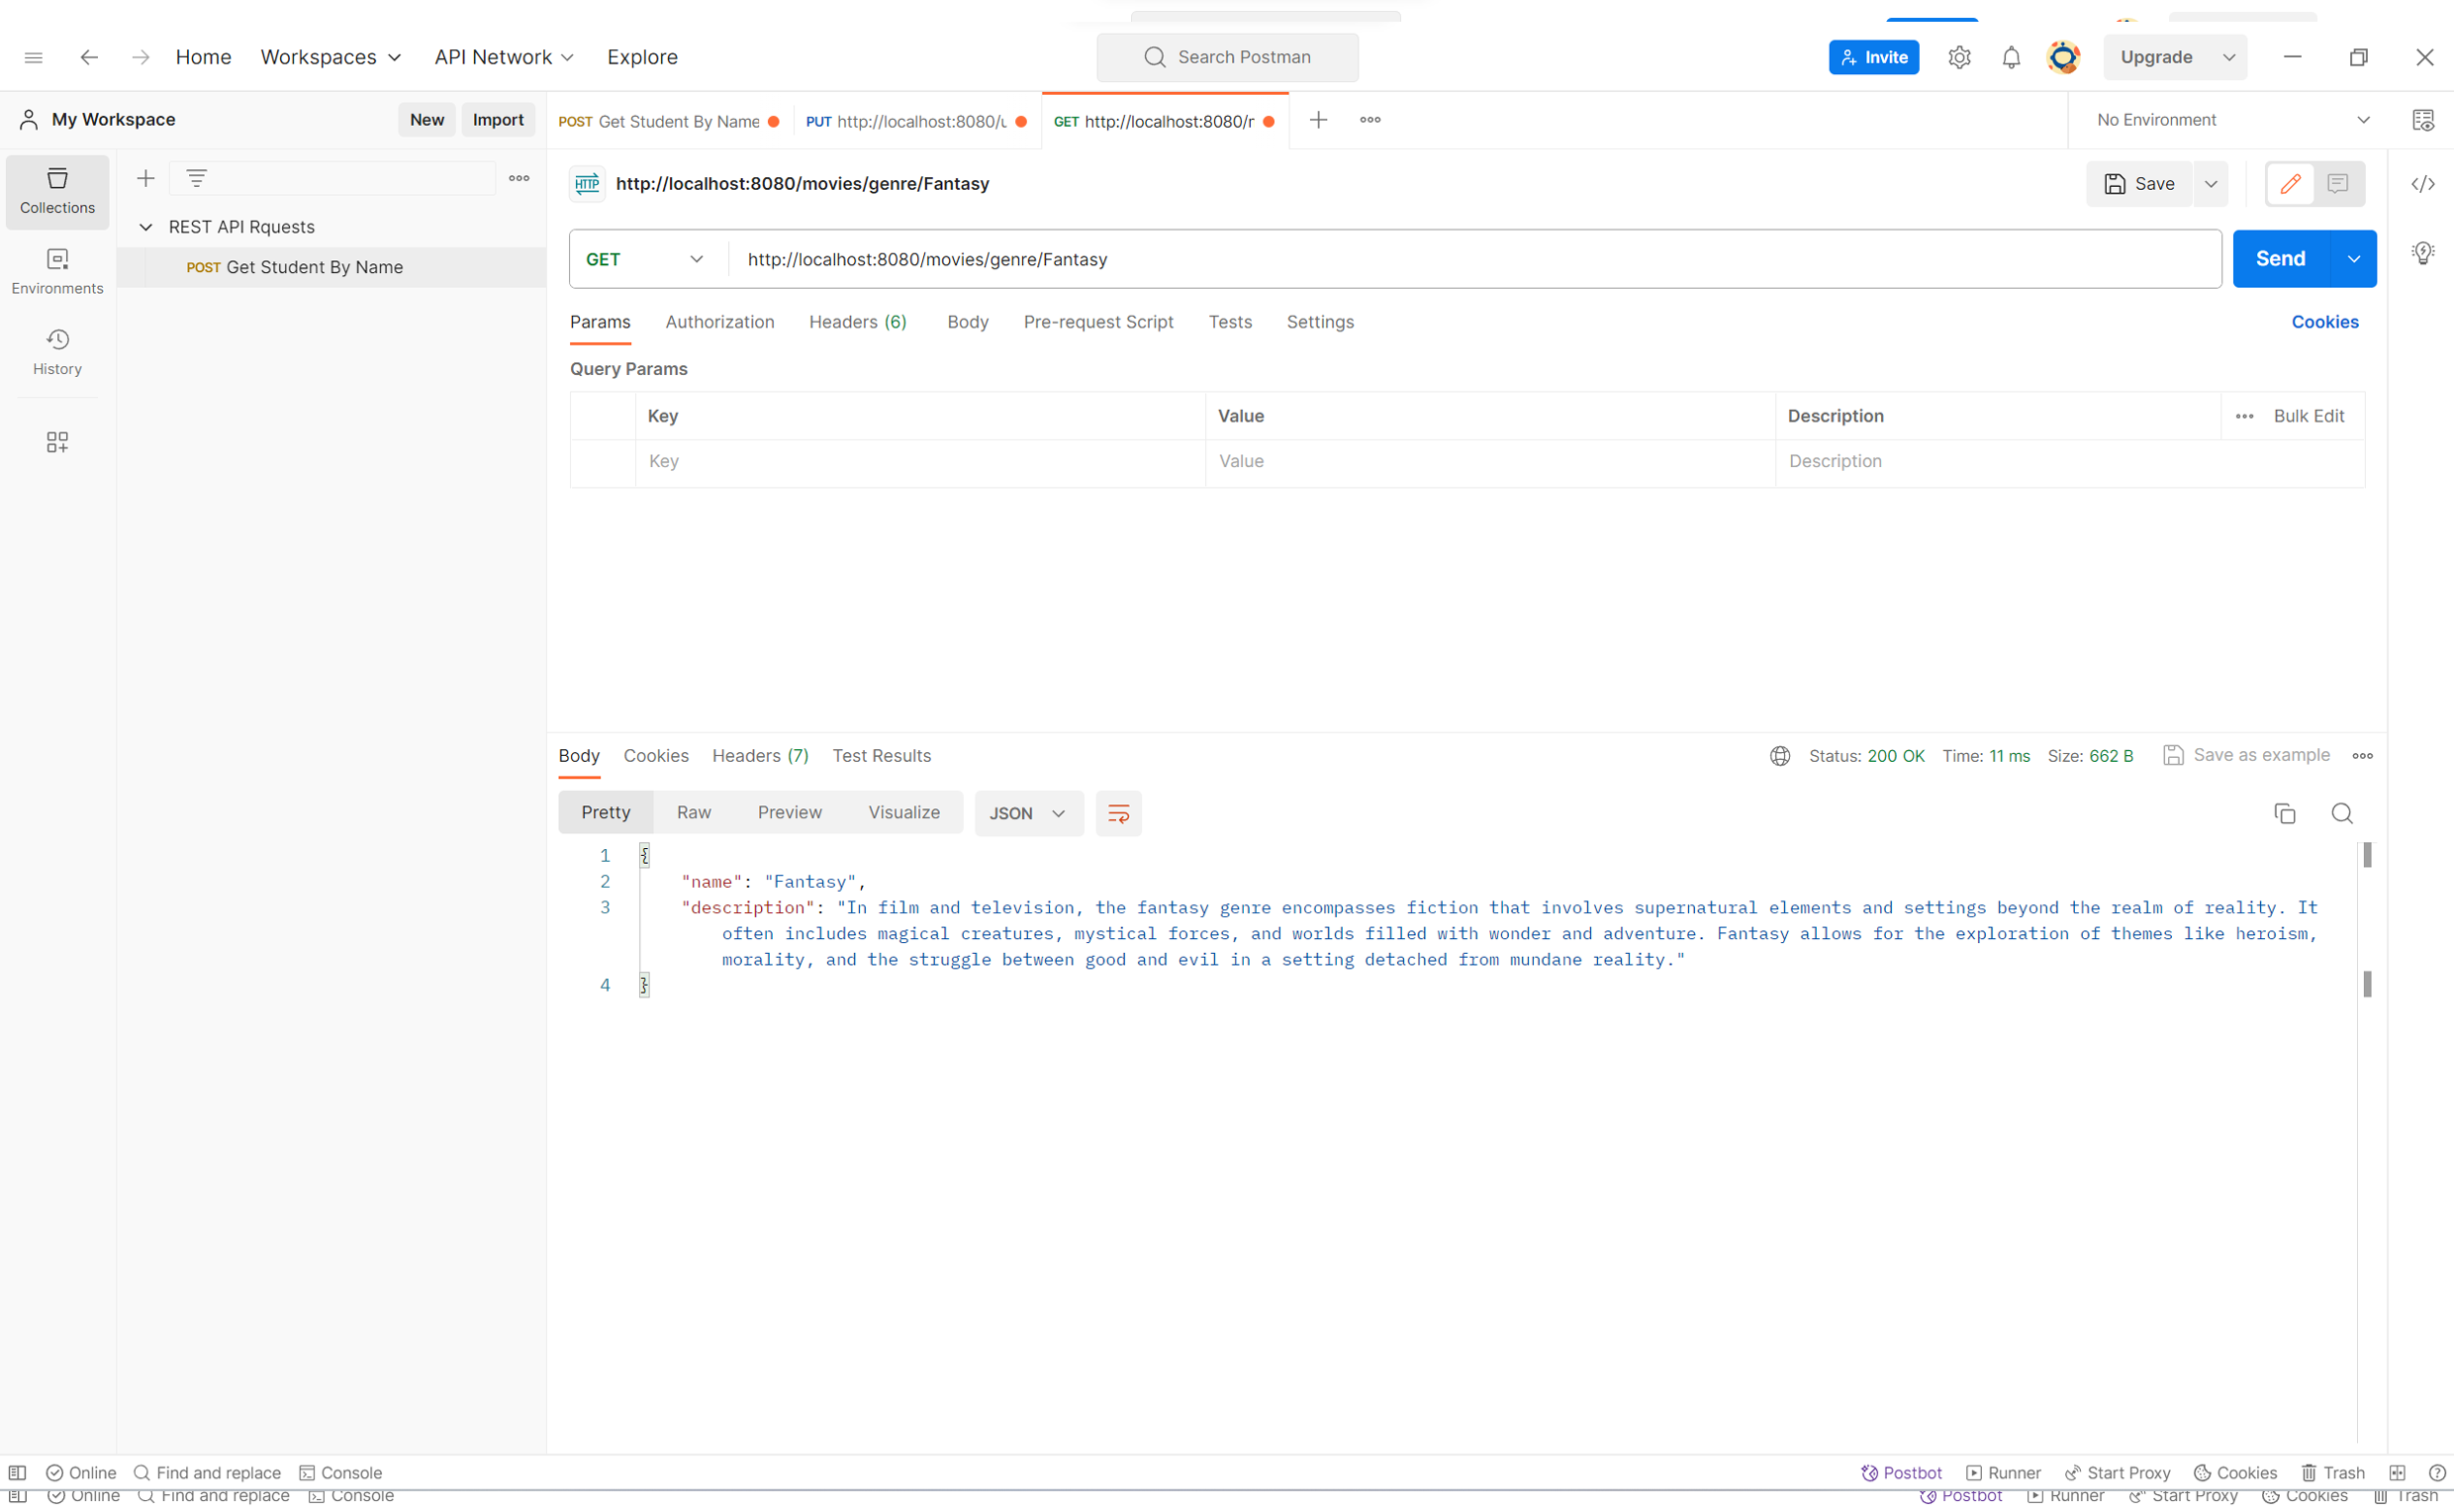 Home Workspaces API Network Explore Search Postman Invite Upgrade
My Workspace New Import POST Get Student By Name PUT http://localhost:8080/u GET http://localhost:8080/r No Environment
Collections
Environments
History
REST API Rquests
POST Get Student By Name
HTTP http://localhost:8080/movies/genre/Fantasy Save
GET http://localhost:8080/movies/genre/Fantasy Send
Params Authorization Headers (6) Body Pre-request Script Tests Settings Cookies
Query Params
Key Value Description Bulk Edit
Key Value Description
Body Cookies Headers (7) Test Results Status: 200 OK Time: 11 ms Size: 662 B Save as example
Pretty Raw Preview Visualize JSON
1 {
2 "name": "Fantasy",
3 "description": "In film and television, the fantasy genre encompasses fiction that involves supernatural elements and settings beyond the realm of reality. It
often includes magical creatures, mystical forces, and worlds filled with wonder and adventure. Fantasy allows for the exploration of themes like heroism,
morality, and the struggle between good and evil in a setting detached from mundane reality."
4 }
Online Find and replace Console Postbot Runner Start Proxy Cookies Trash
Online Find and replace Console Postbot Runner Start Proxy Cookies Trash